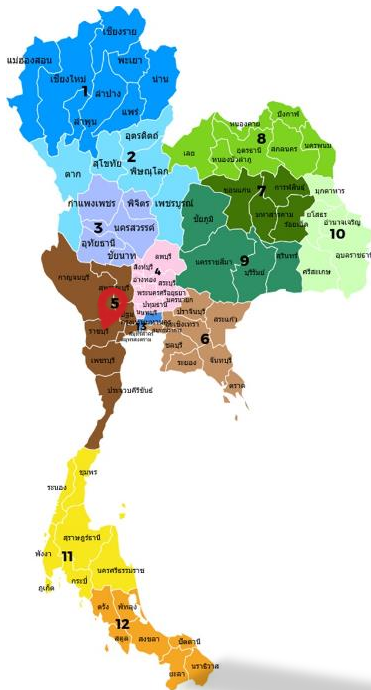 เชียงราย
แม่ฮ่องสอน
พะเยา
น่าน
เชียงใหม่
1
ลำปาง
ลำพูน
แพร่
อุตรดิตถ์
2
สุโขทัย
พิษณุโลก
ตาก
กำแพงเพชร
พิจิตร
เพชรบูรณ์
3
นครสวรรค์
อุทัยธานี
ชัยนาท
บึงกาฬ
หนองคาย
8
เลย
อุดรธานี
สกลนคร
นครพนม
หนองบัวลำภู
ขอนแก่น
7
กาฬสินธุ์
มุกดาหาร
มหาสารคาม
ร้อยเอ็ด
ยโสธร
อำนาจเจริญ
10
อุบลราชธานี
ศรีสะเกษ
ชัยภูมิ
9
นครราชสีมา
บุรีรัมย์
สุรินทร์
ลพบุรี
สิงห์บุรี
4
อ่างทอง
สระบุรี
พระนครศรีอยุธยา
ปทุมธานี
นครนายก
นนทบุรี
กาญจนบุรี
5
ราชบุรี
13
เพชรบุรี
ประจวบคีรีขันธ์
ปราจีนบุรี
สระแก้ว
ฉะเชิงเทรา
6
ชลบุรี
ระยอง
จันทบุรี
ตราด
ชุมพร
ระนอง
สุราษฎร์ธานี
พังงา
11
นครศรีธรรมราช
กระบี่
ภูเก็ต
ตรัง
พัทลุง
12
สตูล
สงขลา
ปัตตานี
ยะลา
นราธิวาส